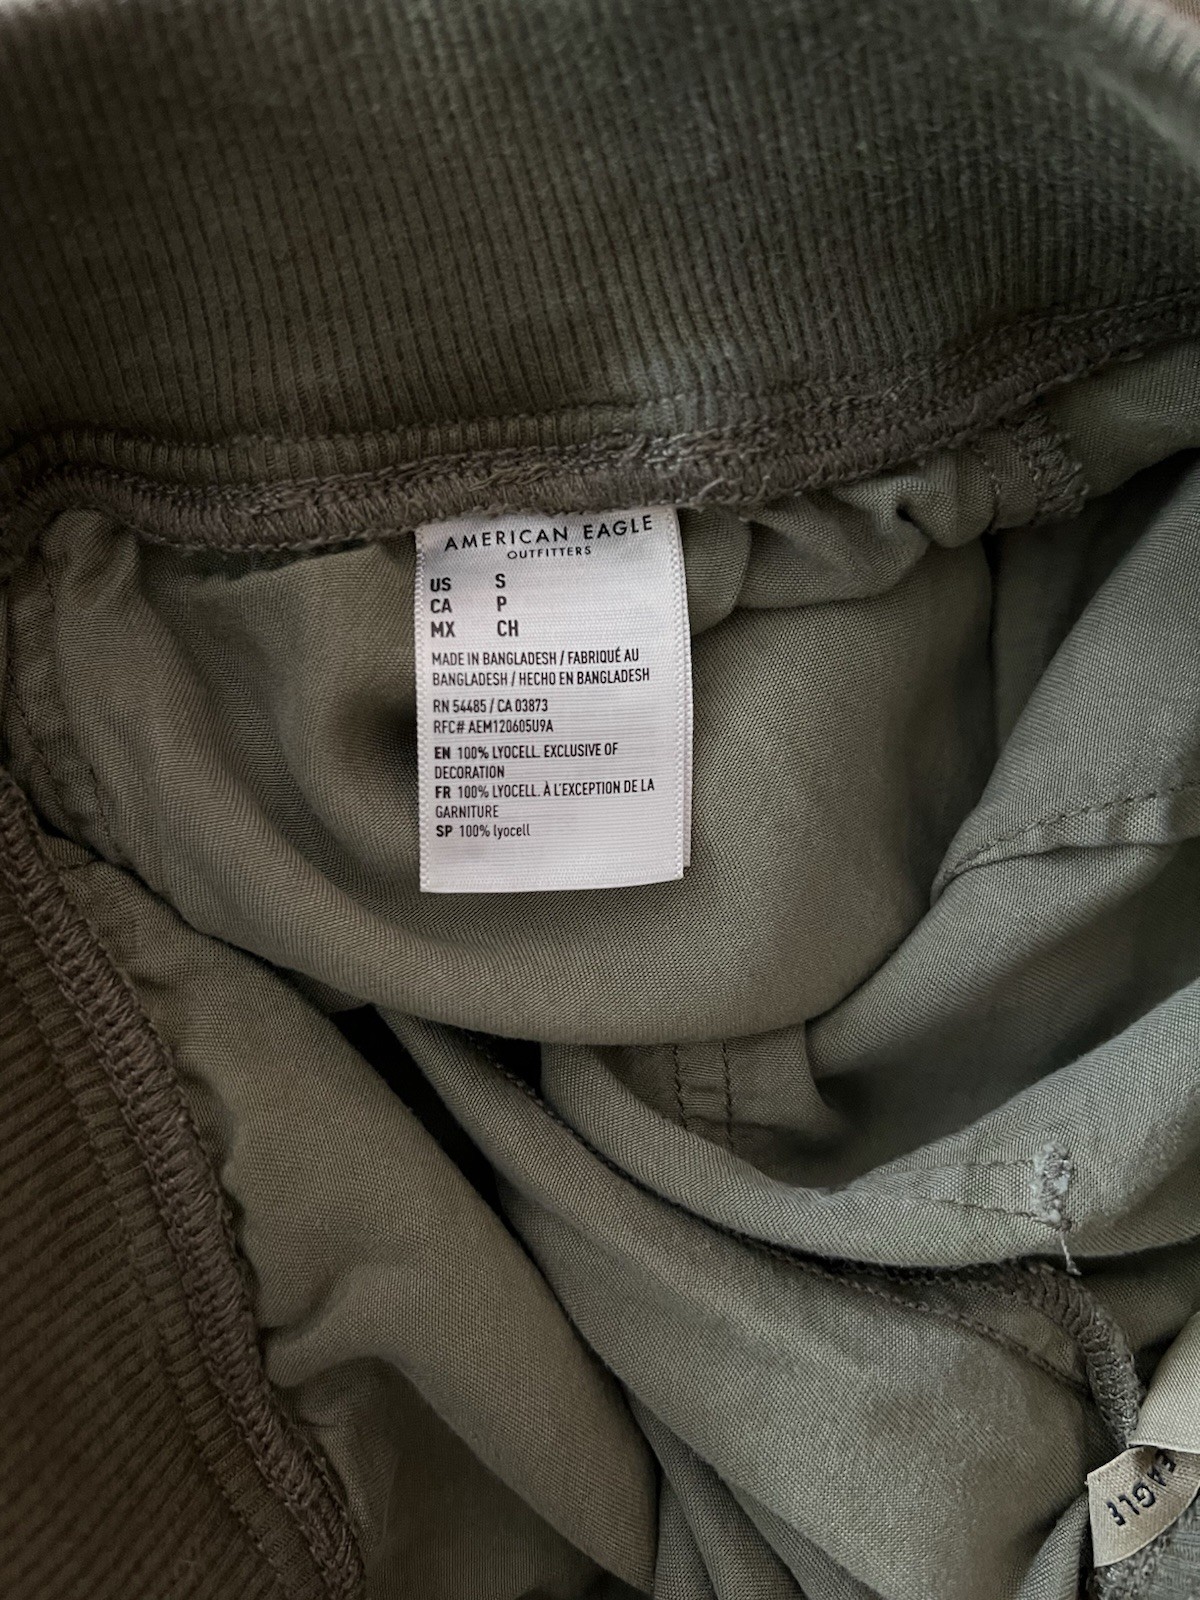 AMERICAN EAGLE
OUTFITTERS
US S
CA P
MX CH
MADE IN BANGLADESH / FABRIQUÉ AU
BANGLADESH / HECHO EN BANGLADESH
RN 54485 / CA 03873
RFC# AEM120605U9A
EN 100% LYOCELL. EXCLUSIVE OF
DECORATION
FR 100% LYOCELL. À L'EXCEPTION DE LA
GARNITURE
SP 100% lyocell
EAGLE